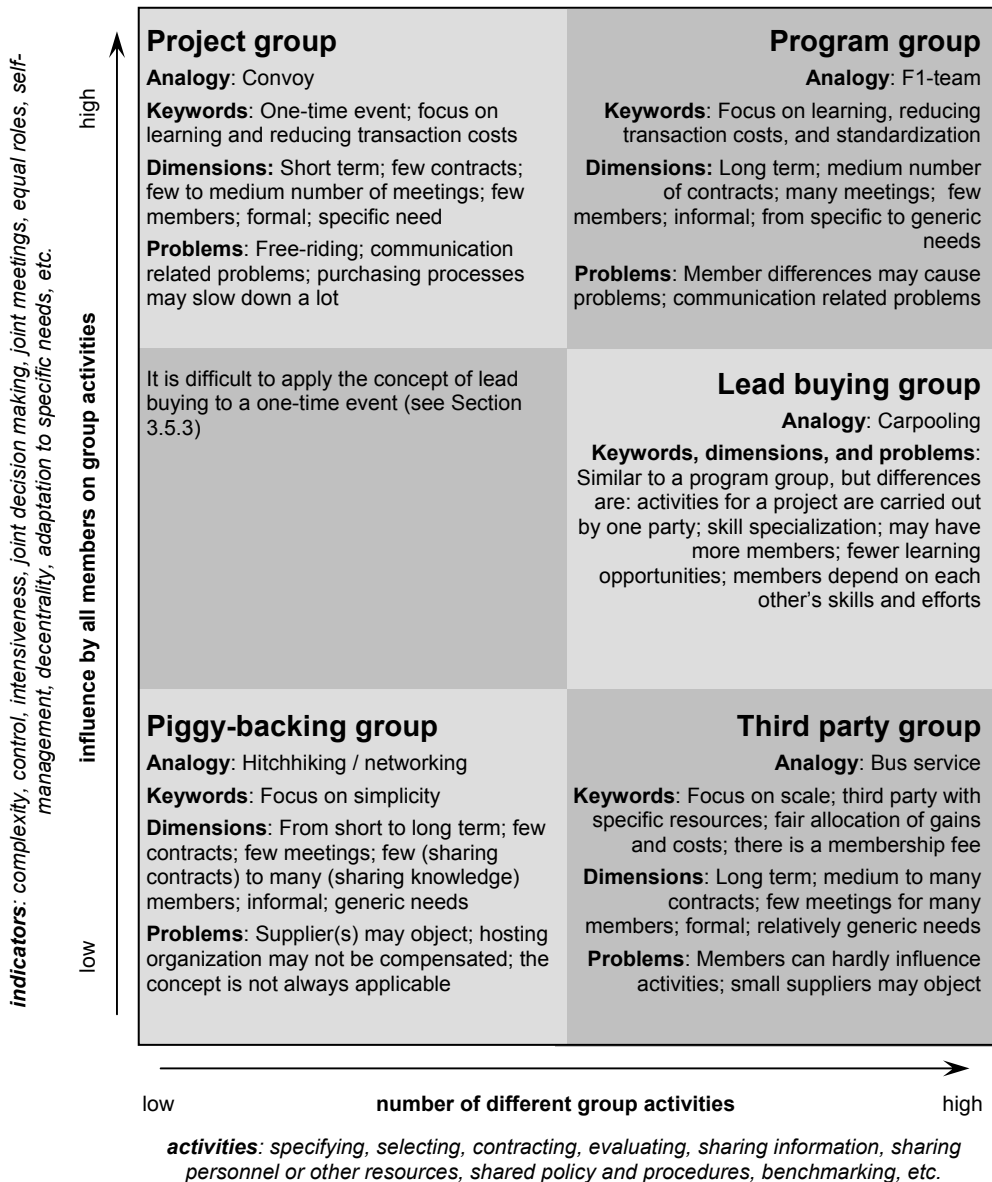 Project group
Analogy: Convoy
Keywords: One-time event; focus on
learning and reducing transaction costs
Dimensions: Short term; few contracts;
few to medium number of meetings; few
members; formal; specific need
Problems: Free-riding; communication
related problems; purchasing processes
may slow down a lot
Program group
Analogy: F1-team
Keywords: Focus on learning, reducing
transaction costs, and standardization
Dimensions: Long term; medium number
of contracts; many meetings; few
members; informal; from specific to generic
needs
Problems: Member differences may cause
problems; communication related problems
It is difficult to apply the concept of lead
buying to a one-time event (see Section
3.5.3)
Lead buying group
Analogy: Carpooling
Keywords, dimensions, and problems:
Similar to a program group, but differences
are: activities for a project are carried out
by one party; skill specialization; may have
more members; fewer learning
opportunities; members depend on each
other's skills and efforts
Piggy-backing group
Analogy: Hitchhiking / networking
Keywords: Focus on simplicity
Dimensions: From short to long term; few
contracts; few meetings; few (sharing
contracts) to many (sharing knowledge)
members; informal; generic needs
Problems: Supplier(s) may object; hosting
organization may not be compensated; the
concept is not always applicable
Third party group
Analogy: Bus service
Keywords: Focus on scale; third party with
specific resources; fair allocation of gains
and costs; there is a membership fee
Dimensions: Long term; medium to many
contracts; few meetings for many
members; formal; relatively generic needs
Problems: Members can hardly influence
activities; small suppliers may object
indicators: complexity, control, intensiveness, joint decision making, joint meetings, equal roles, self-
management, decentrality, adaptation to specific needs, etc.
influence by all members on group activities
high
low
low
number of different group activities
high
activities: specifying, selecting, contracting, evaluating, sharing information, sharing
personnel or other resources, shared policy and procedures, benchmarking, etc.